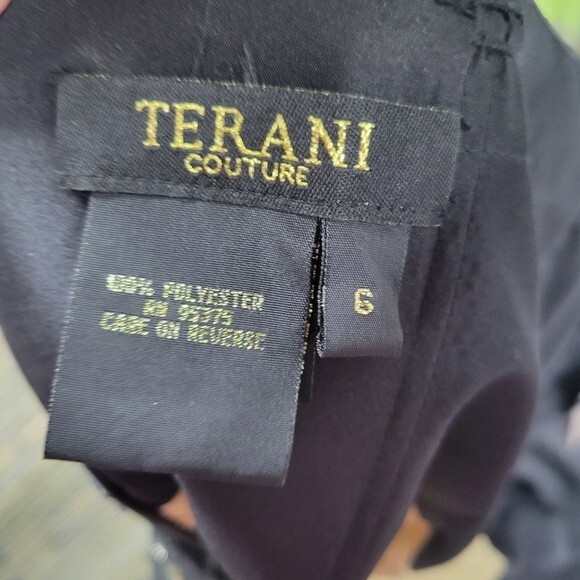 TERANI
COUTURE
100% POLYESTER
RN 95375
CARE ON REVERSE
6